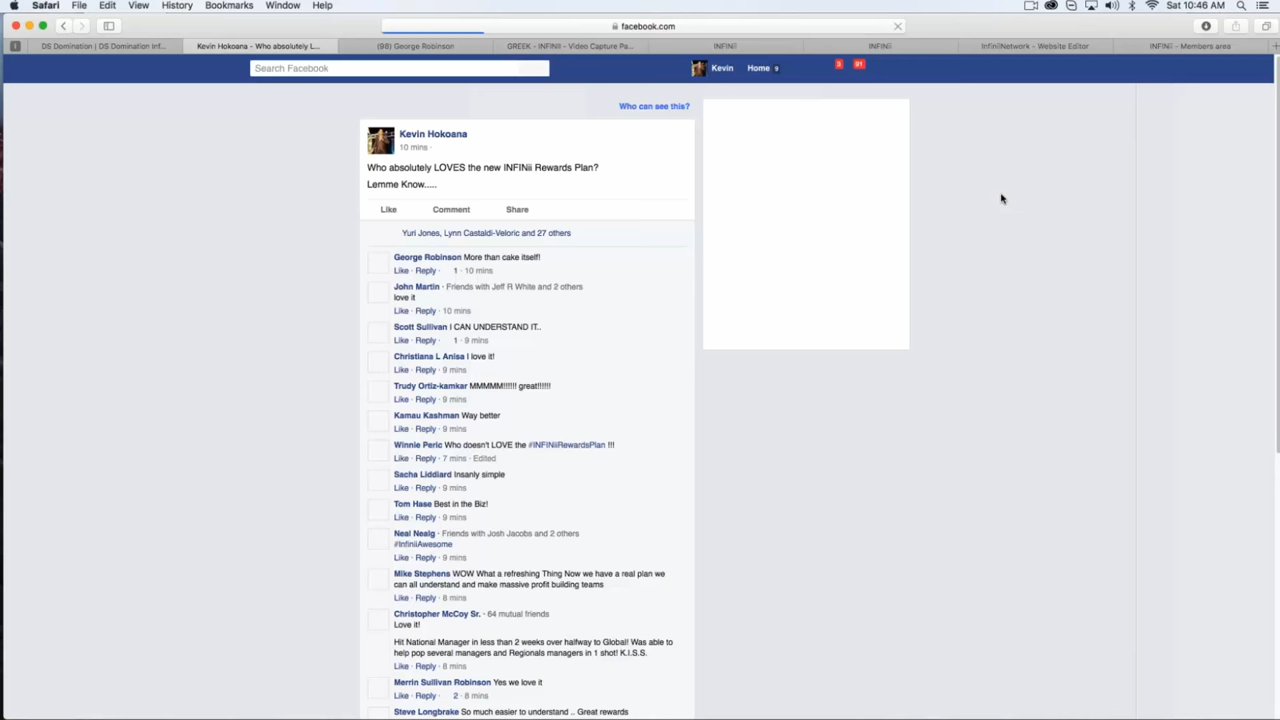 Safari File Edit View History Bookmarks Window Help Sat 10:46 AM
facebook.com
DS Domination | DS Domination Inf... Kevin Hokoana - Who absolutely L... (98) George Robinson GREEK - INFINii - Video Capture Pa... INFINii INFINii InfiniiNetwork - Website Editor INFINii - Members area
Search Facebook Kevin Home 9 3 91
Who can see this?
Kevin Hokoana
10 mins ·
Who absolutely LOVES the new INFINii Rewards Plan?
Lemme Know.....
Like Comment Share
Yuri Jones, Lynn Castaldi-Veloric and 27 others
George Robinson More than cake itself!
Like · Reply · 1 · 10 mins
John Martin · Friends with Jeff R White and 2 others
love it
Like · Reply · 10 mins
Scott Sullivan I CAN UNDERSTAND IT..
Like · Reply · 1 · 9 mins
Christiana L Anisa I love it!
Like · Reply · 9 mins
Trudy Ortiz-kamkar MMMMM!!!!!! great!!!!!!
Like · Reply · 9 mins
Kamau Kashman Way better
Like · Reply · 9 mins
Winnie Peric Who doesn't LOVE the #INFINiiRewardsPlan !!!
Like · Reply · 7 mins · Edited
Sacha Liddiard Insanly simple
Like · Reply · 9 mins
Tom Hase Best in the Biz!
Like · Reply · 9 mins
Neal Nealg · Friends with Josh Jacobs and 2 others
#InfiniiAwesome
Like · Reply · 9 mins
Mike Stephens WOW What a refreshing Thing Now we have a real plan we
can all understand and make massive profit building teams
Like · Reply · 8 mins
Christopher McCoy Sr. · 64 mutual friends
Love it!
Hit National Manager in less than 2 weeks over halfway to Global! Was able to
help pop several managers and Regionals managers in 1 shot! K.I.S.S.
Like · Reply · 8 mins
Merrin Sullivan Robinson Yes we love it
Like · Reply · 2 · 8 mins
Steve Longbrake So much easier to understand .. Great rewards